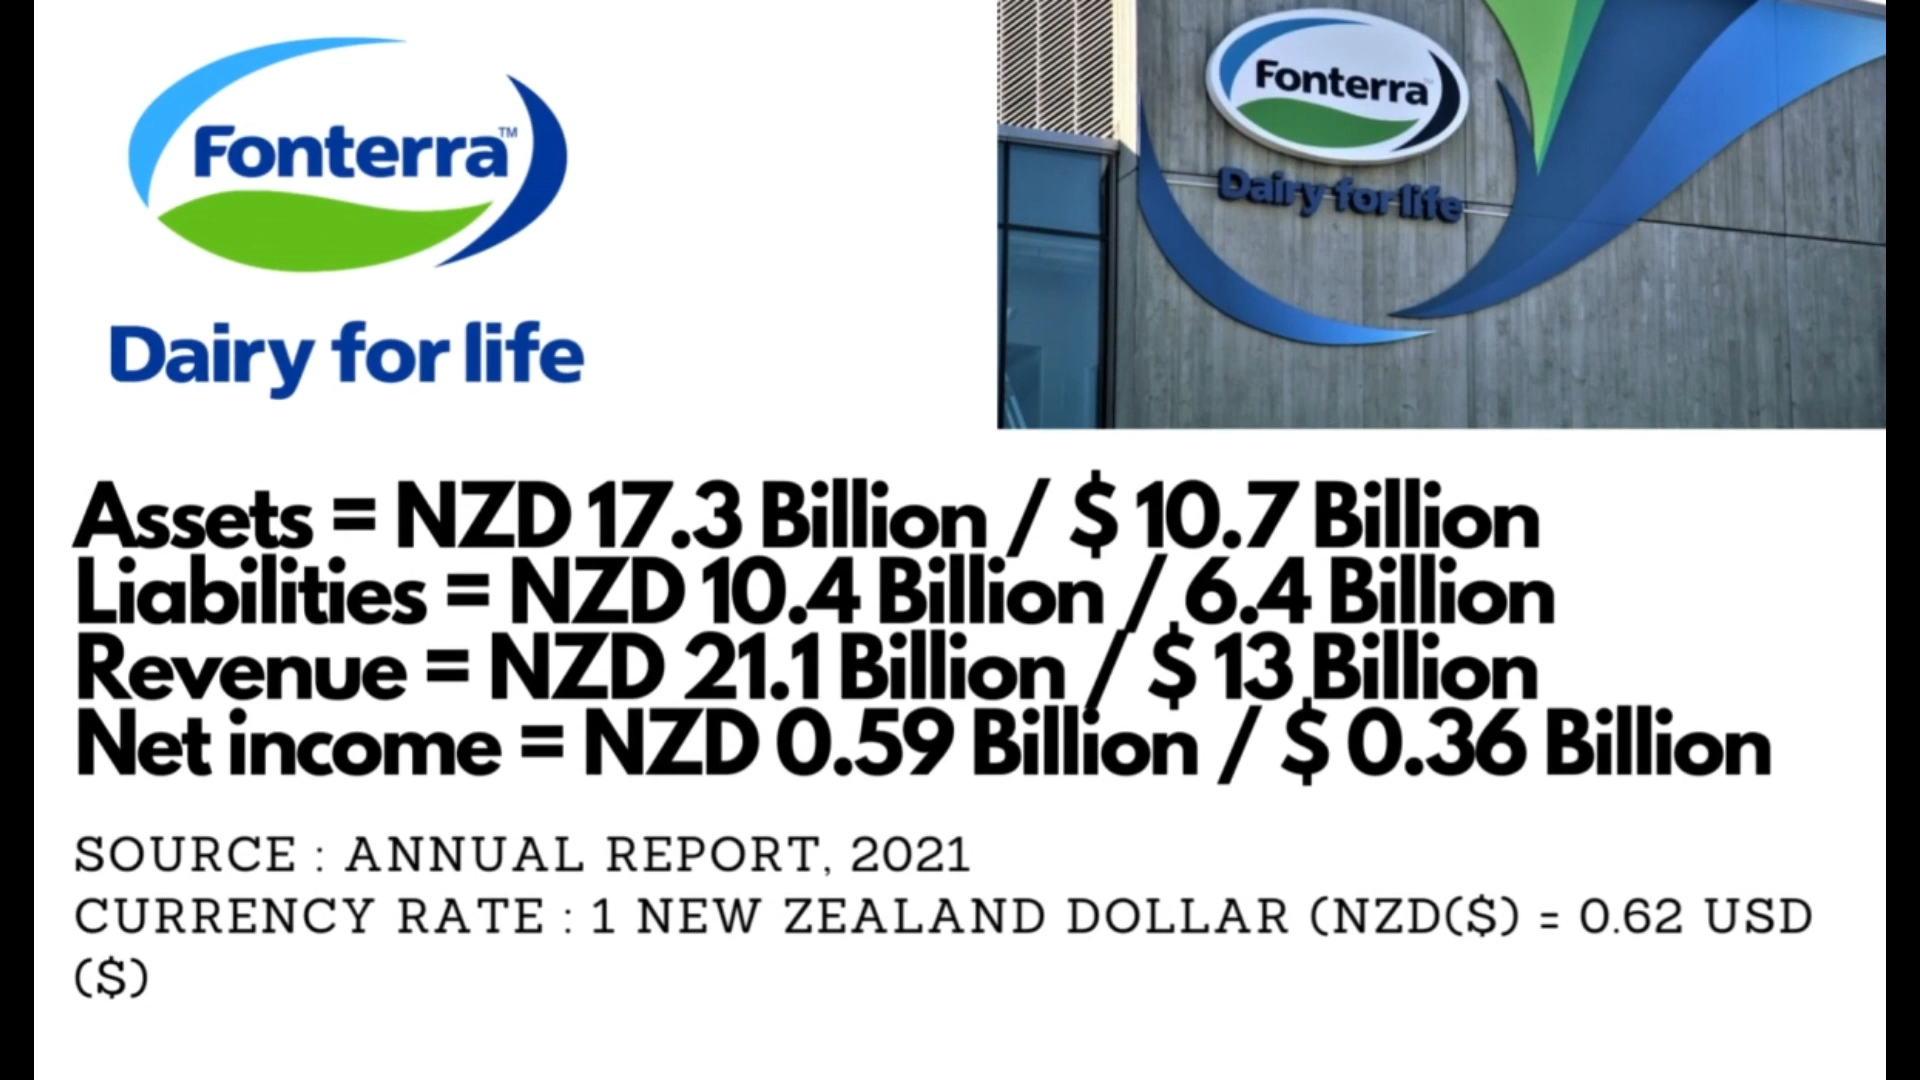 Fonterra™
Dairy for life
Fonterra
Dairy for life
Assets = NZD 17.3 Billion / $ 10.7 Billion
Liabilities = NZD 10.4 Billion / 6.4 Billion
Revenue = NZD 21.1 Billion / $ 13 Billion
Net income = NZD 0.59 Billion / $ 0.36 Billion
SOURCE : ANNUAL REPORT, 2021
CURRENCY RATE : 1 NEW ZEALAND DOLLAR (NZD($) = 0.62 USD
($)